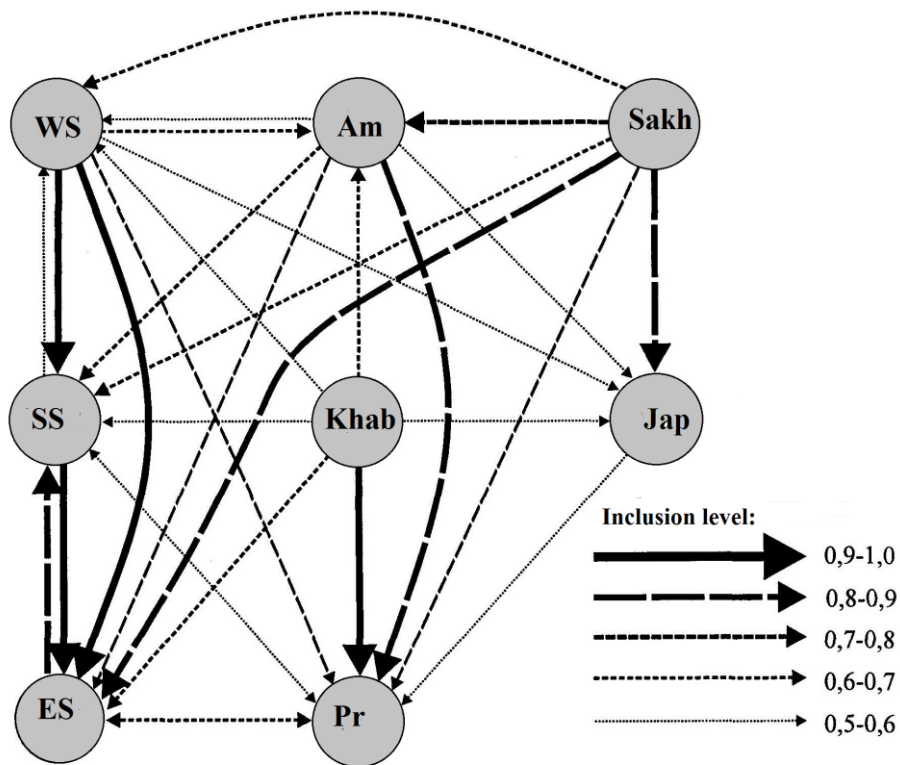 WS
Am
Sakh
SS
Khab
Jap
ES
Pr
Inclusion level:
0,9-1,0
0,8-0,9
0,7-0,8
0,6-0,7
0,5-0,6